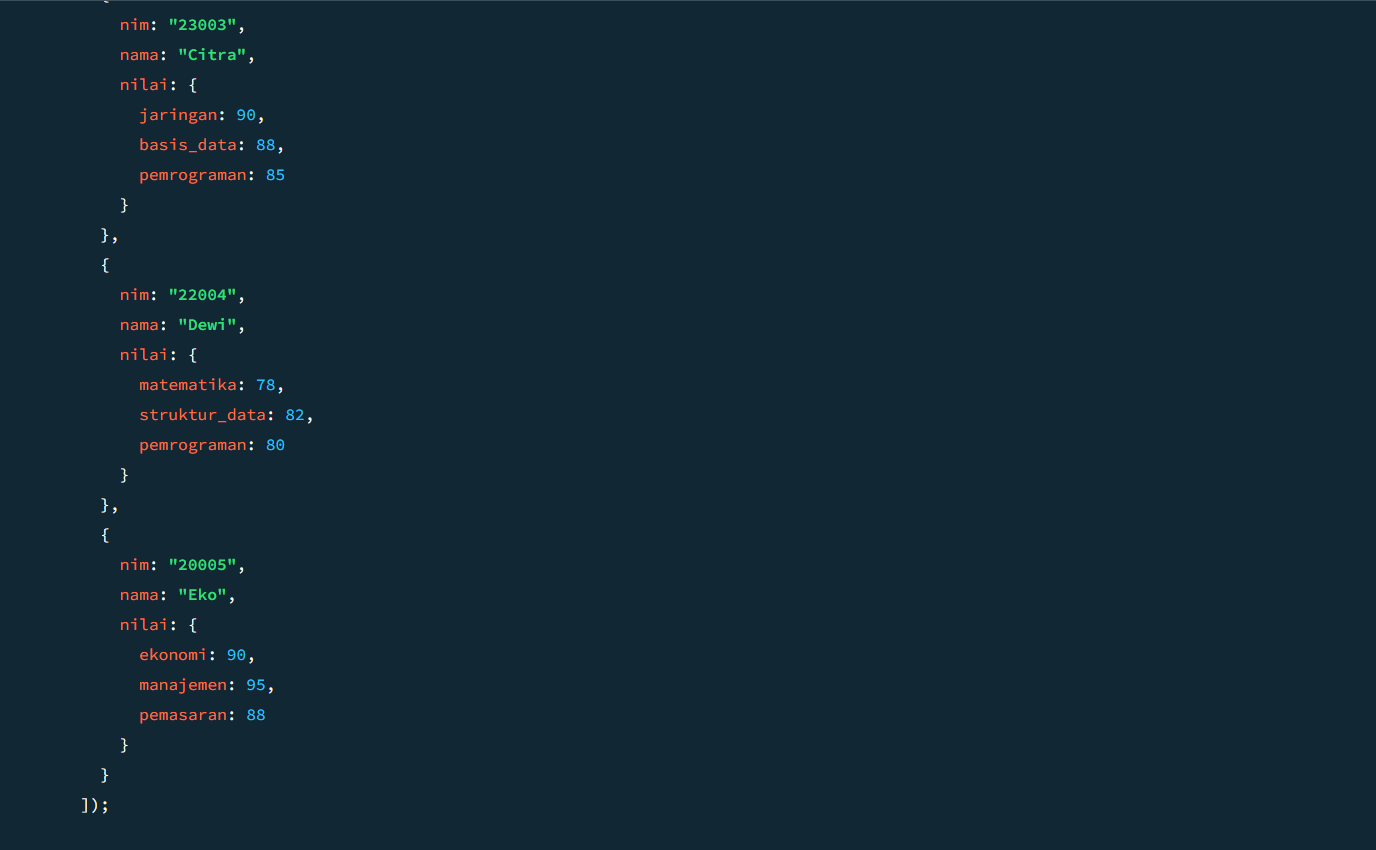 {
nim: "23003",
nama: "Citra",
nilai: {
jaringan: 90,
basis_data: 88,
pemrograman: 85
}
},
{
nim: "22004",
nama: "Dewi",
nilai: {
matematika: 78,
struktur_data: 82,
pemrograman: 80
}
},
{
nim: "20005",
nama: "Eko",
nilai: {
ekonomi: 90,
manajemen: 95,
pemasaran: 88
}
}
]);